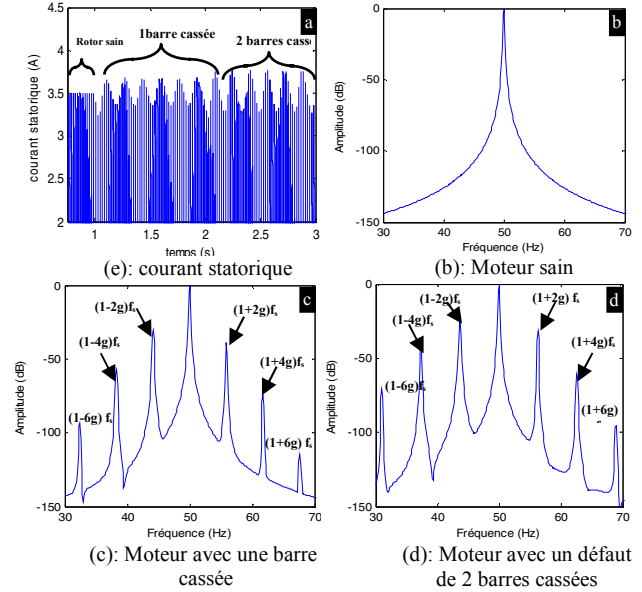 a
Rotor sain
1barre cassée
2 barres cass
courant statorique (A)
4.5
4
3.5
3
2.5
2
1
1.5
2
2.5
3
temps (s)
(e): courant statorique
b
Amplitude (dB)
0
-50
-100
-150
30
40
50
60
70
Fréquence (Hz)
(b): Moteur sain
c
(1-2g)fs
(1+2g)fs
(1-4g)fs
(1+4g)fs
(1-6g) fs
(1+6g) fs
Amplitude (dB)
0
-50
-100
-150
30
40
50
60
70
Fréquence (Hz)
(c): Moteur avec une barre
cassée
d
(1-2g)fs
(1+2g) fs
(1-4g)fs
(1+4g)fs
(1-6g) fs
(1+6g)
Amplitude (dB)
0
-50
-100
-150
30
40
50
60
70
Fréquence (Hz)
(d): Moteur avec un défaut
de 2 barres cassées